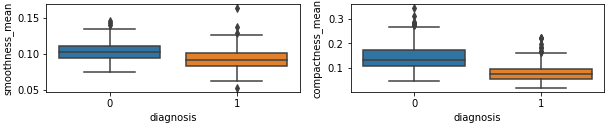 smoothness_mean
0.15
0.10
0.05
0
1
diagnosis
compactness_mean
0.3
0.2
0.1
0
1
diagnosis